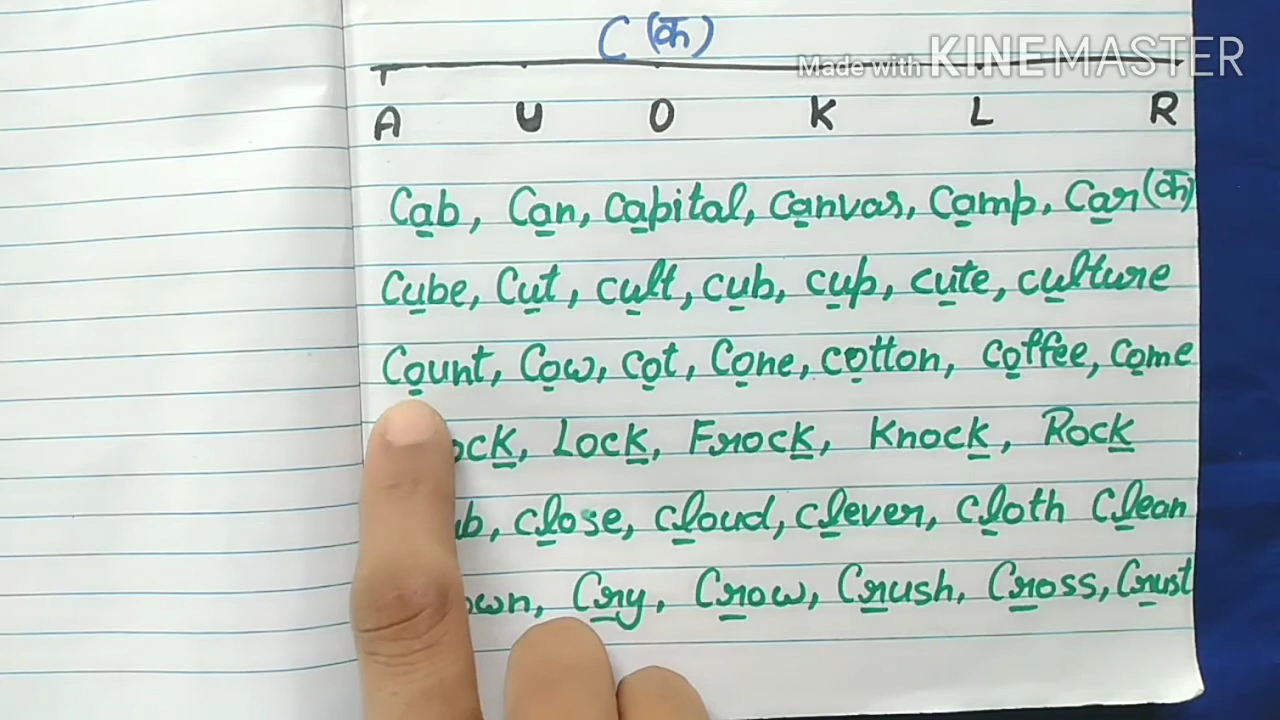 C (क)
Made with KINEMASTER
A U O K L R
Cab, Can, capital, canvas, camp, car (क)
Cube, Cut, cult, cub, cup, cute, culture
Count, Cow, cot, Cone, cotton, coffee, come
Lock, Frock, Knock, Rock
close, cloud, clever, cloth clean
Cry, Crow, Crush, Cross, Crust